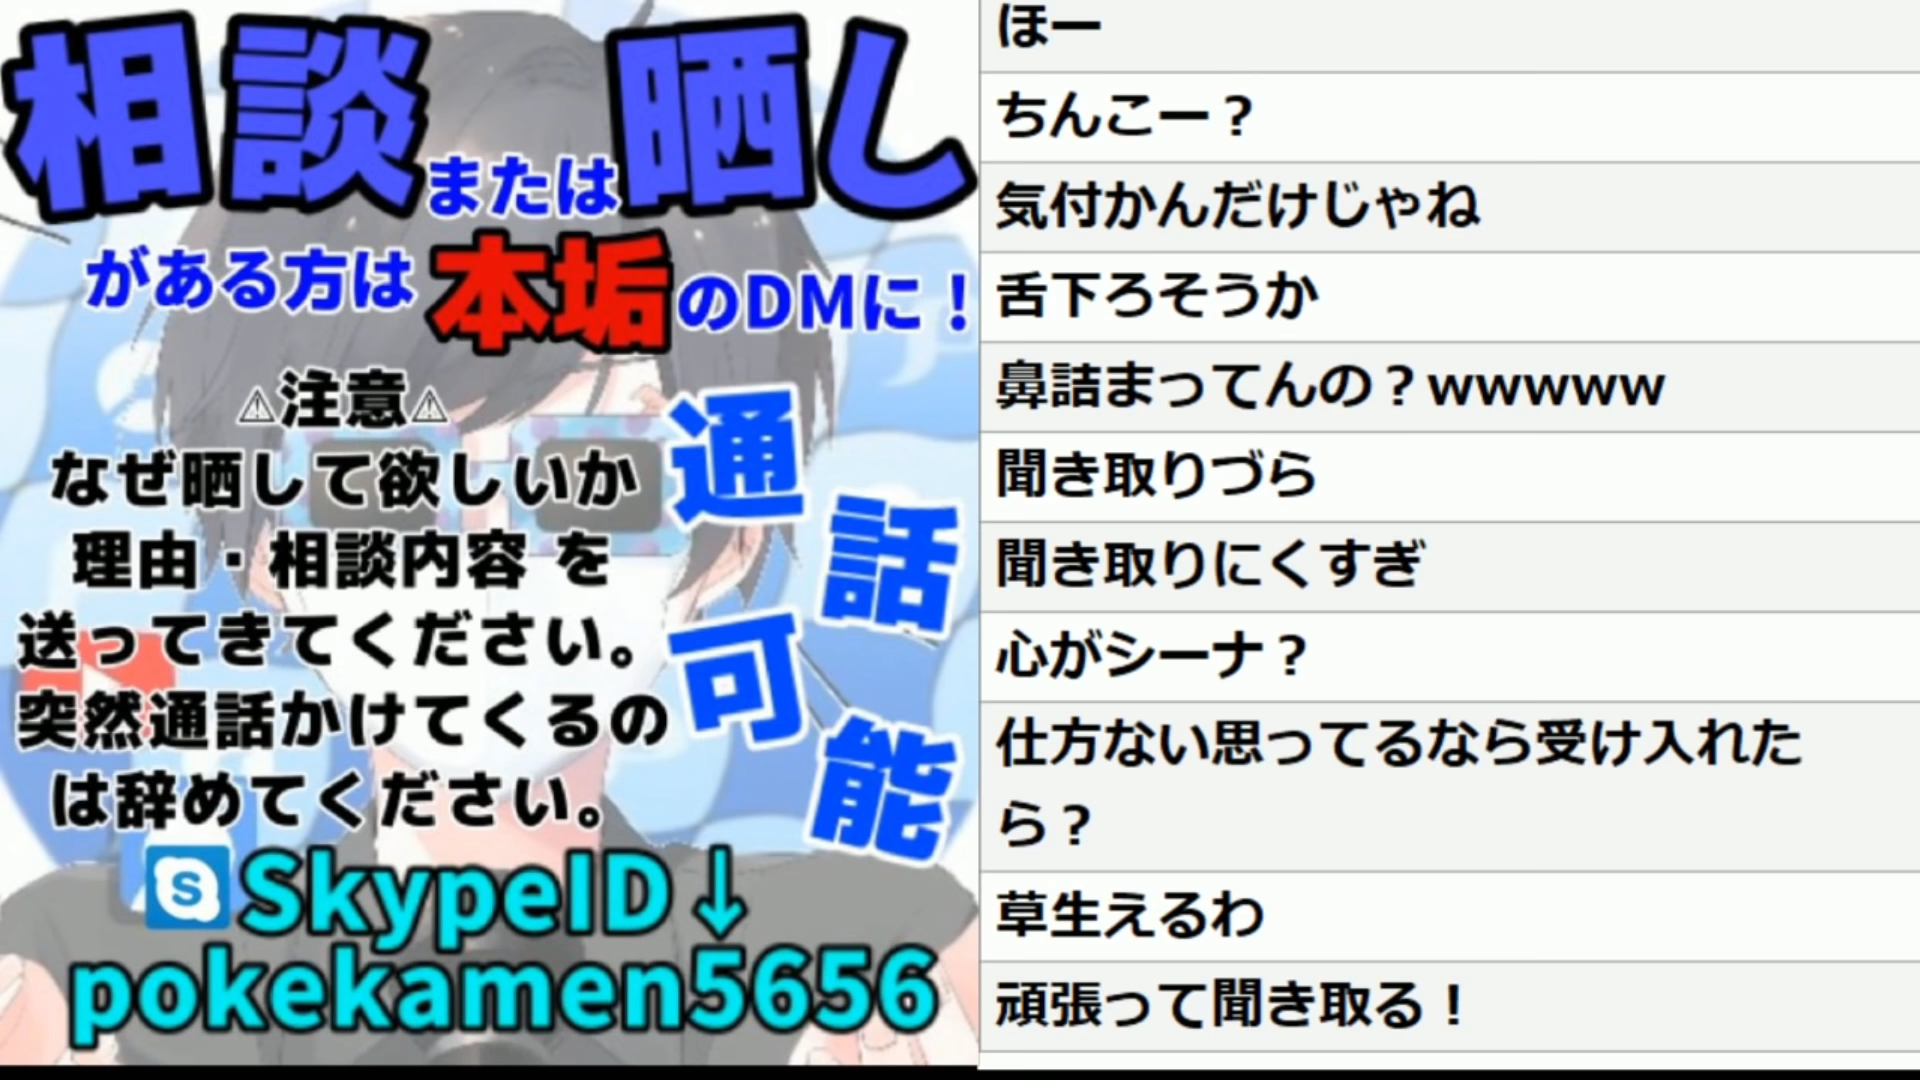 相談または晒し
がある方は本垢のDMに！
⚠注意⚠
なぜ晒して欲しいか
理由・相談内容 を
送ってきてください。
突然通話かけてくるの
は辞めてください。
通話可能
SkypeID↓
pokekamen5656
ほー
ちんこー？
気付かんだけじゃね
舌下ろそうか
鼻詰まってんの？wwwww
聞き取りづら
聞き取りにくすぎ
心がシーナ？
仕方ない思ってるなら受け入れた
ら？
草生えるわ
頑張って聞き取る！